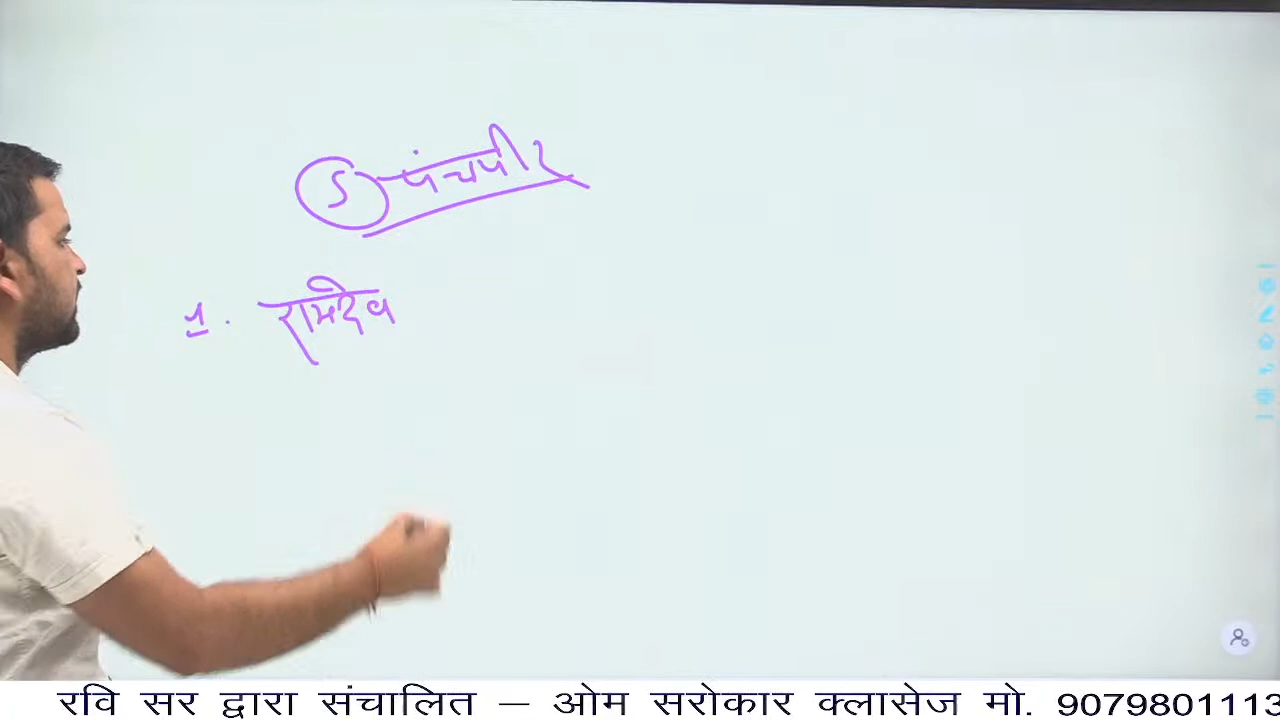 5 पंचपीर
1. रामदेव
रवि सर द्वारा संचालित – ओम सरोकार क्लासेज मो. 9079801113